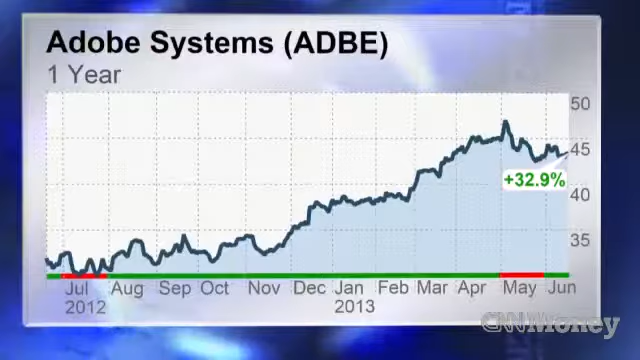 Adobe Systems (ADBE)
1 Year
50
45
+32.9%
40
35
Jul Aug Sep Oct Nov Dec Jan Feb Mar Apr May Jun
2012 2013
CNNMoney